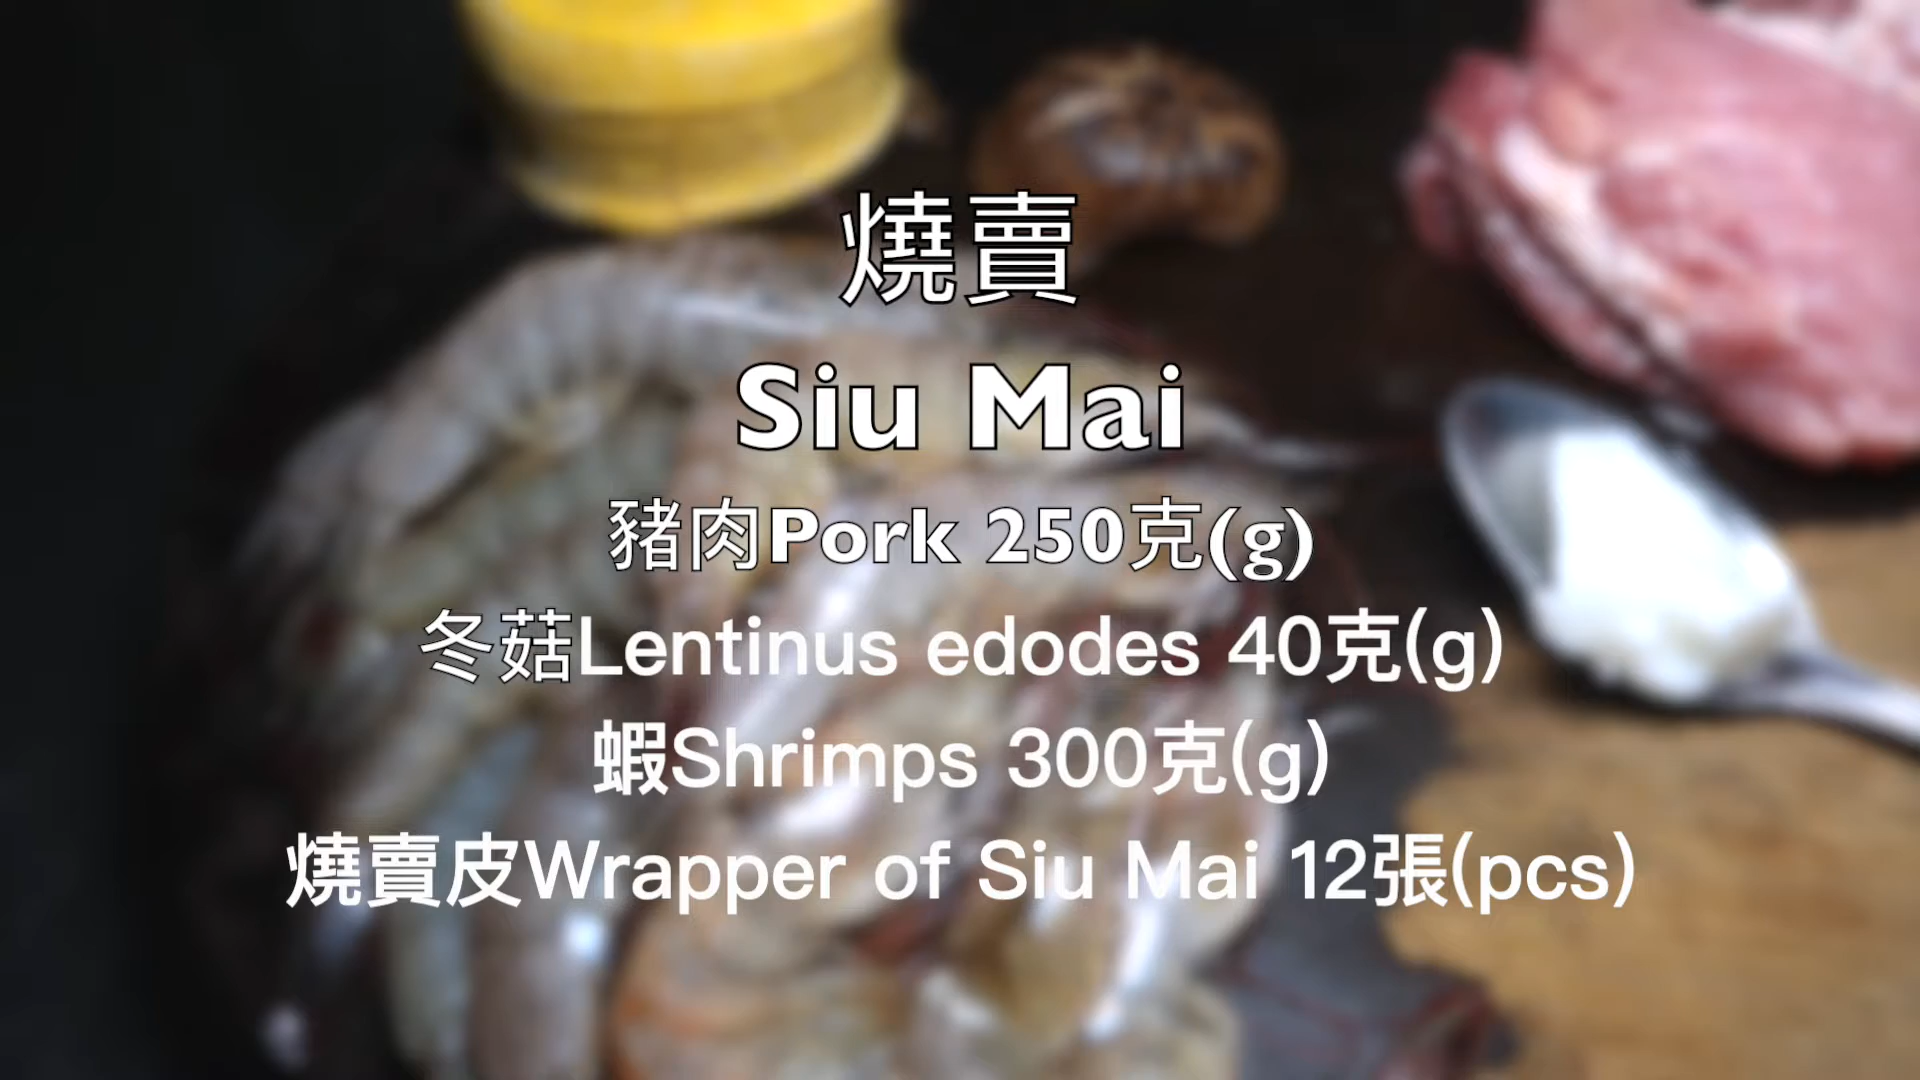 燒賣
Siu Mai
豬肉Pork 250克(g)
冬菇Lentinus edodes 40克(g)
蝦Shrimps 300克(g)
燒賣皮Wrapper of Siu Mai 12張(pcs)